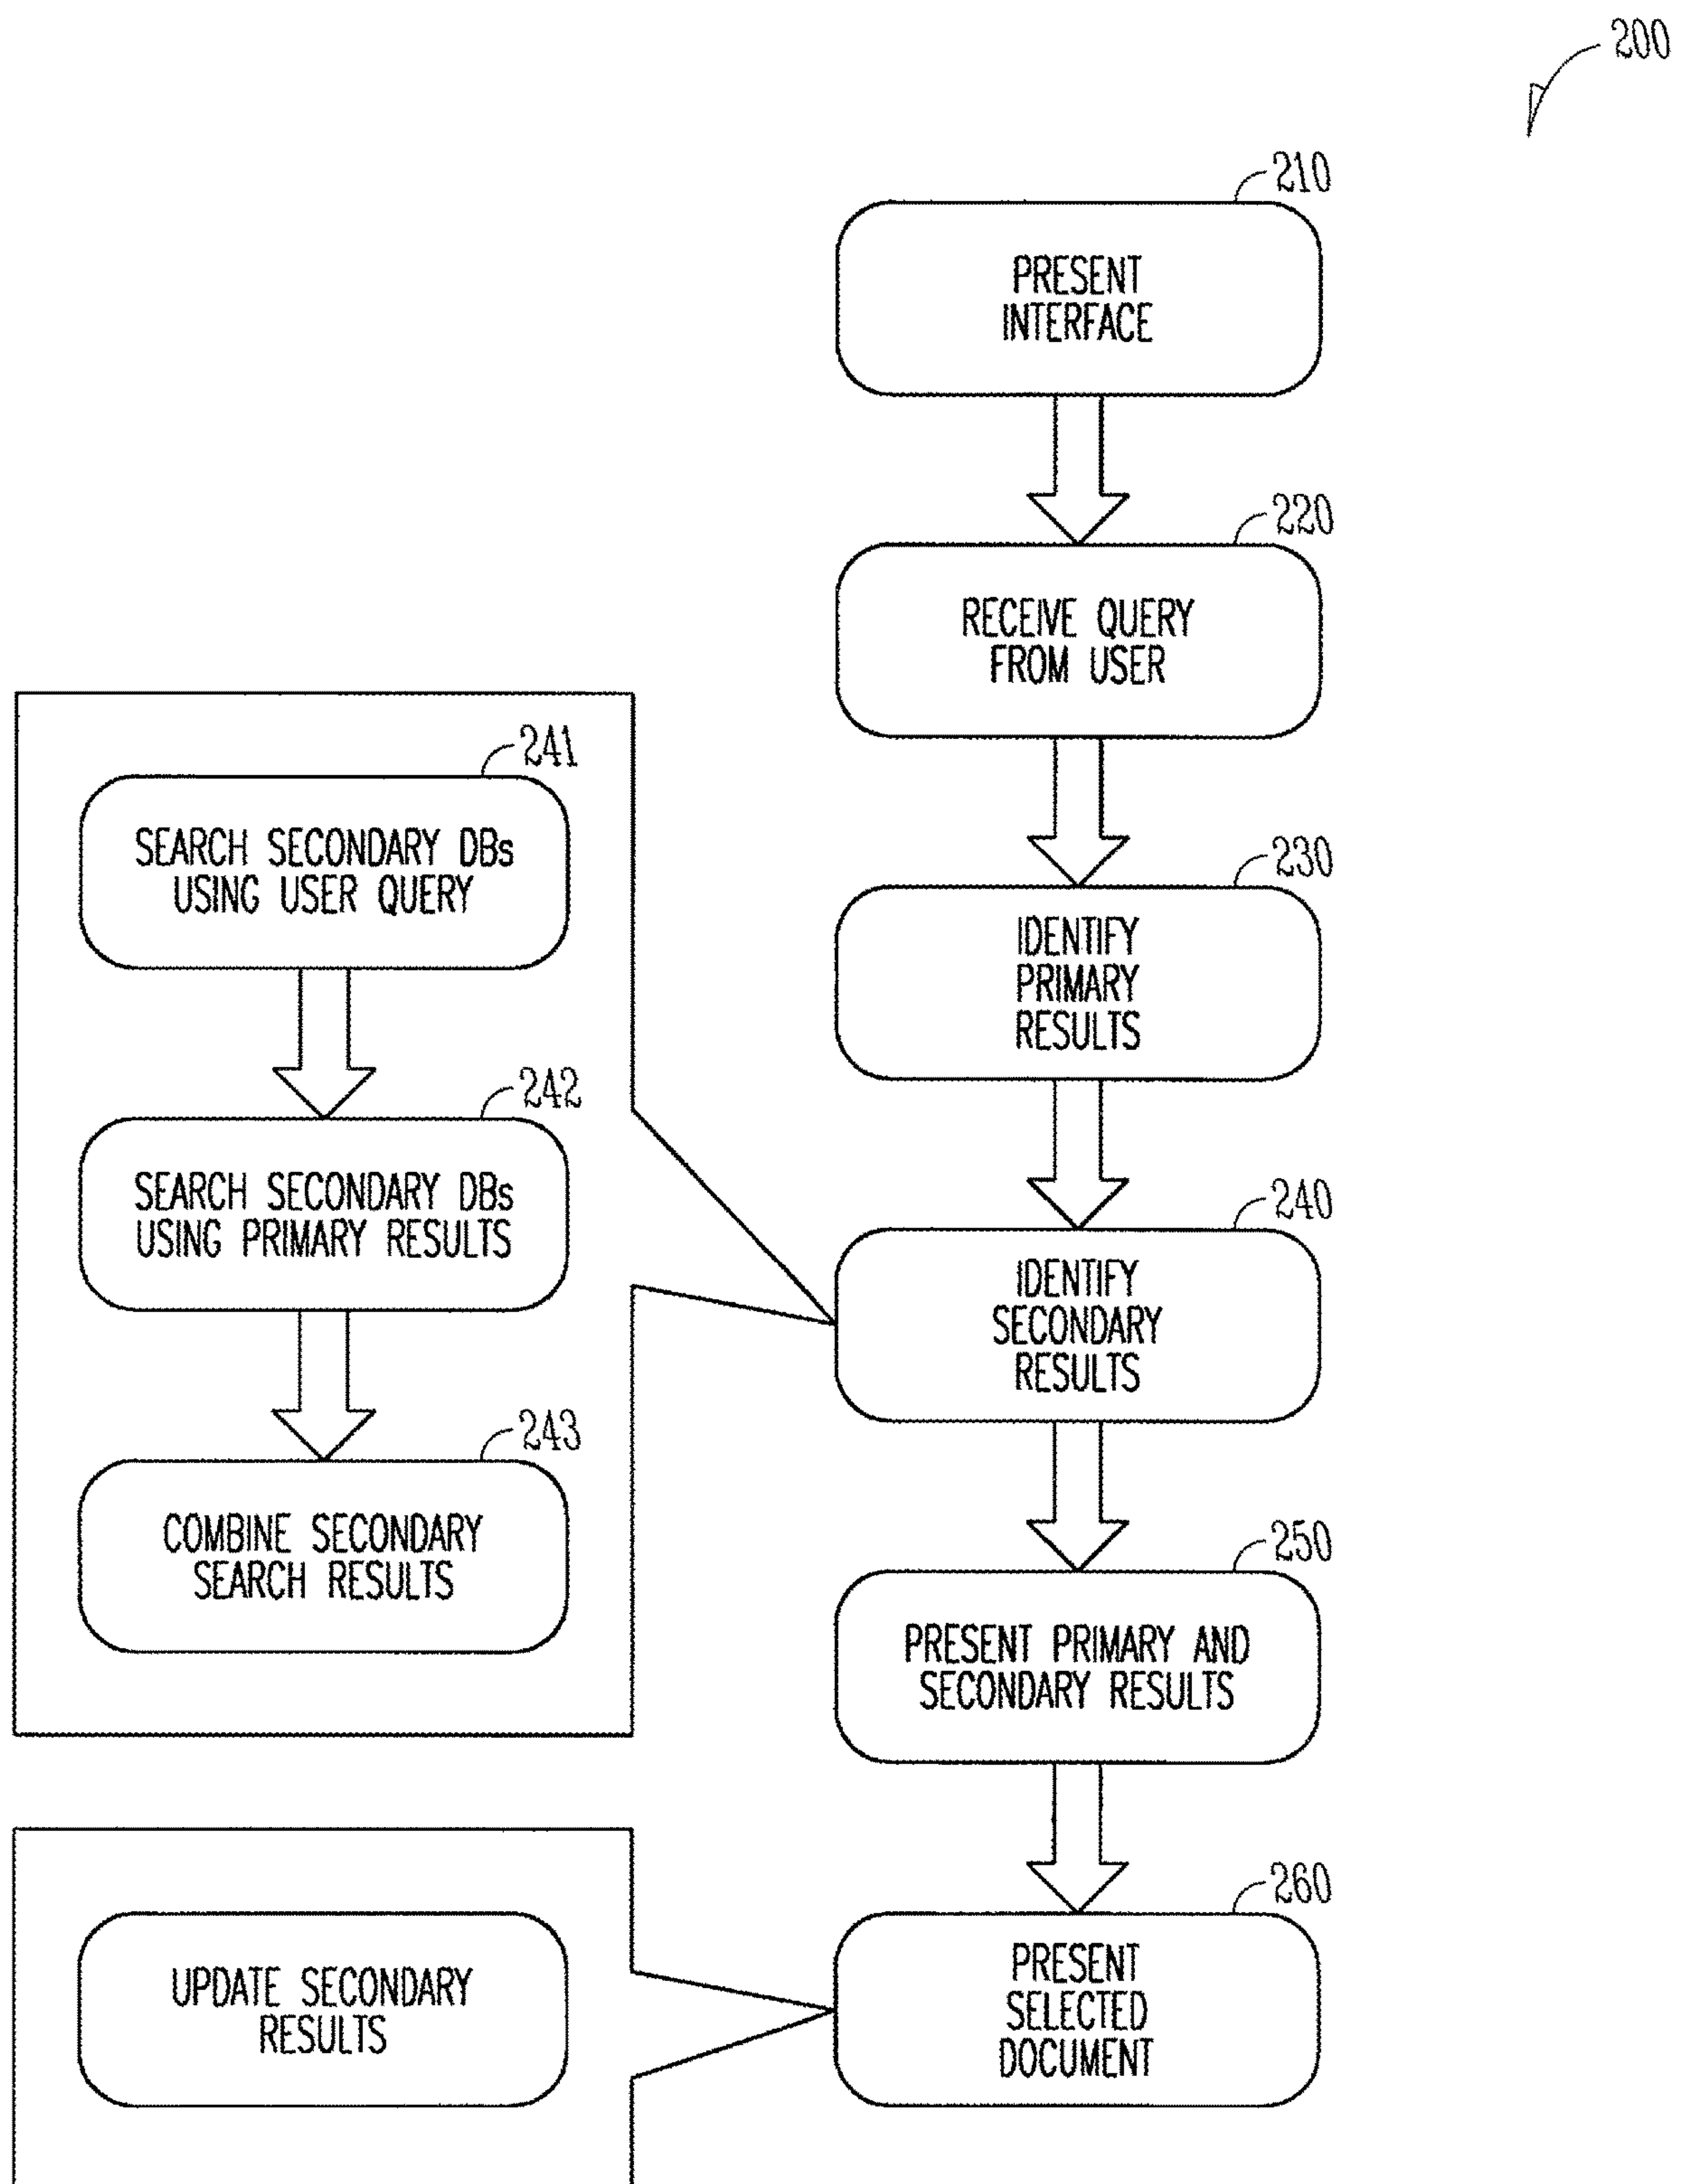 200
210
PRESENT
INTERFACE
220
RECEIVE QUERY
FROM USER
230
IDENTIFY
PRIMARY
RESULTS
240
IDENTIFY
SECONDARY
RESULTS
241
SEARCH SECONDARY DBs
USING USER QUERY
242
SEARCH SECONDARY DBs
USING PRIMARY RESULTS
243
COMBINE SECONDARY
SEARCH RESULTS
250
PRESENT PRIMARY AND
SECONDARY RESULTS
260
PRESENT
SELECTED
DOCUMENT
UPDATE SECONDARY
RESULTS